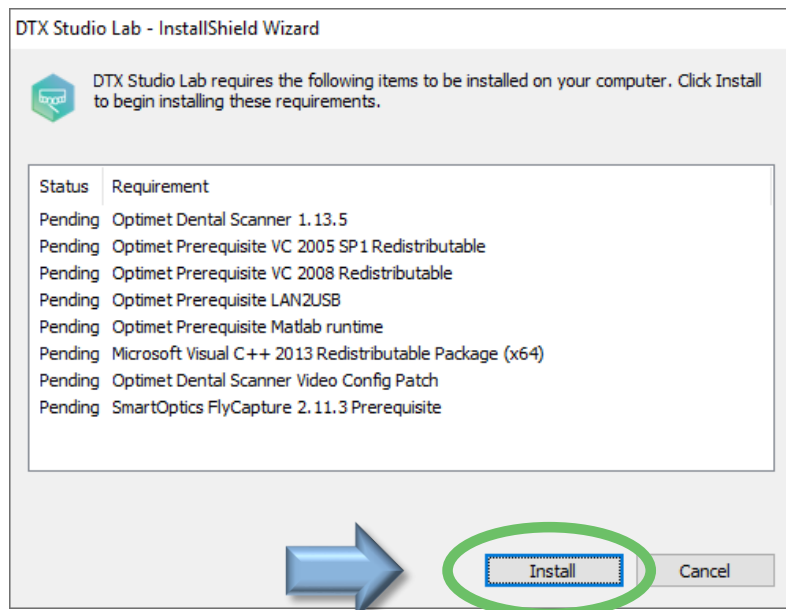 DTX Studio Lab - InstallShield Wizard
DTX Studio Lab requires the following items to be installed on your computer. Click Install
to begin installing these requirements.
Status Requirement
Pending Optimet Dental Scanner 1.13.5
Pending Optimet Prerequisite VC 2005 SP1 Redistributable
Pending Optimet Prerequisite VC 2008 Redistributable
Pending Optimet Prerequisite LAN2USB
Pending Optimet Prerequisite Matlab runtime
Pending Microsoft Visual C++ 2013 Redistributable Package (x64)
Pending Optimet Dental Scanner Video Config Patch
Pending SmartOptics FlyCapture 2.11.3 Prerequisite
Install Cancel